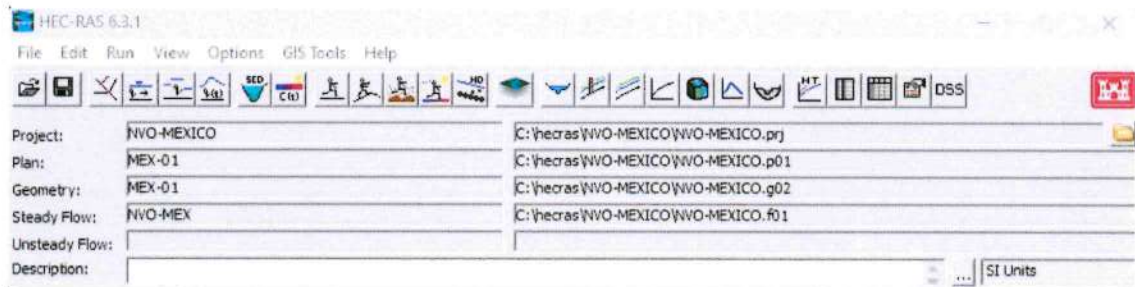 HEC-RAS 6.3.1
File Edit Run View Options GIS Tools Help
SED C(t) HD H.T. DSS
Project: NVO-MEXICO C:\hecras\NVO-MEXICO\NVO-MEXICO.prj
Plan: MEX-01 C:\hecras\NVO-MEXICO\NVO-MEXICO.p01
Geometry: MEX-01 C:\hecras\NVO-MEXICO\NVO-MEXICO.g02
Steady Flow: NVO-MEX C:\hecras\NVO-MEXICO\NVO-MEXICO.f01
Unsteady Flow:
Description: ... SI Units